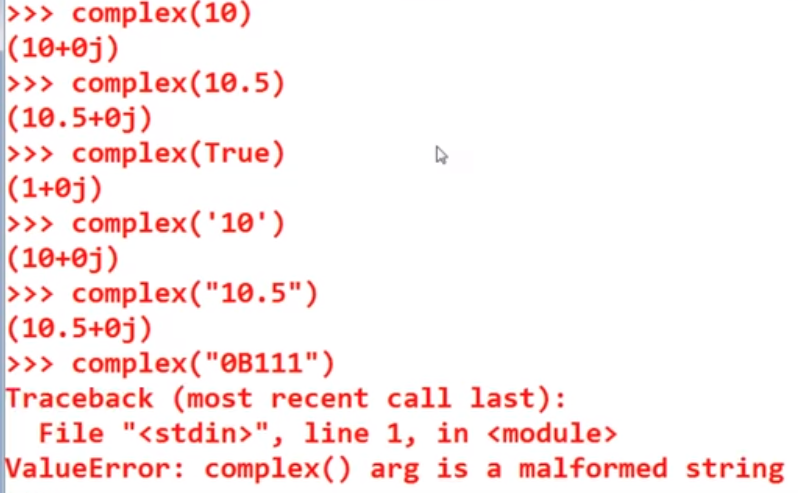 >>> complex(10)
(10+0j)
>>> complex(10.5)
(10.5+0j)
>>> complex(True)
(1+0j)
>>> complex('10')
(10+0j)
>>> complex("10.5")
(10.5+0j)
>>> complex("0B111")
Traceback (most recent call last):
  File "<stdin>", line 1, in <module>
ValueError: complex() arg is a malformed string